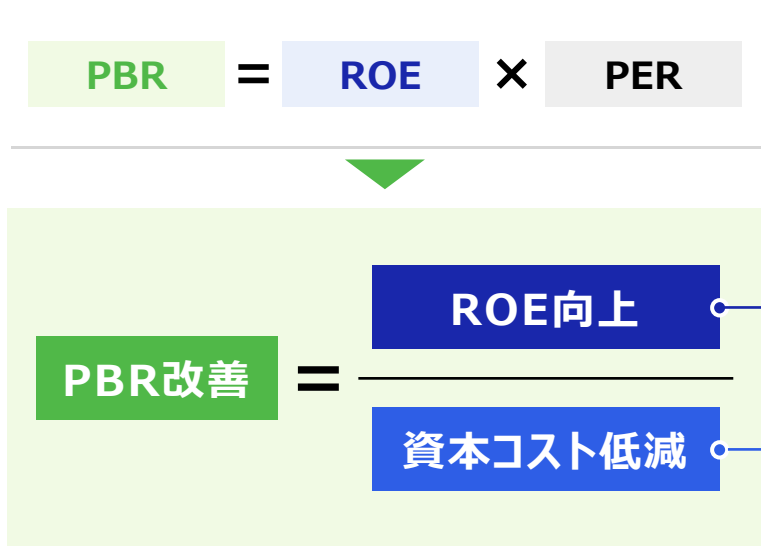 PBR = ROE × PER
ROE向上
PBR改善 =
資本コスト低減